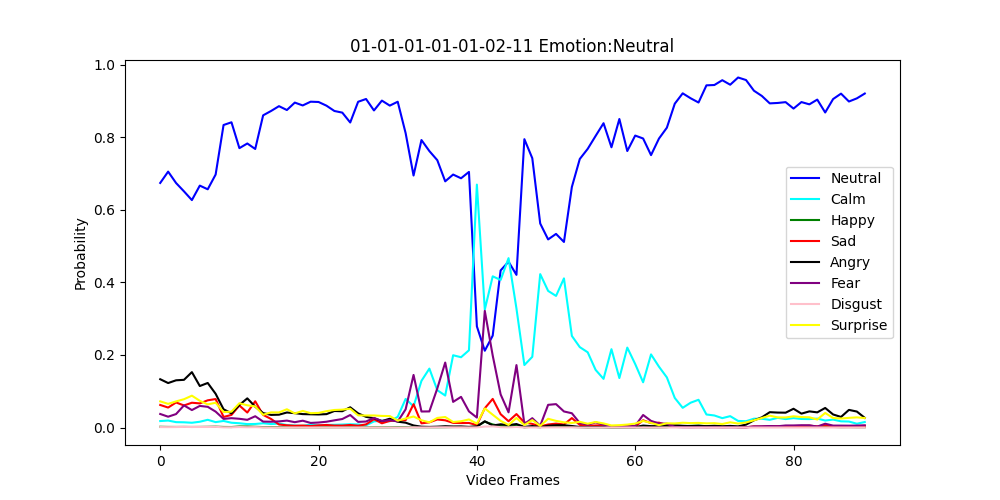 01-01-01-01-01-02-11 Emotion:Neutral
Probability
1.0
0.8
0.6
0.4
0.2
0.0
0 20 40 60 80
Video Frames
Neutral
Calm
Happy
Sad
Angry
Fear
Disgust
Surprise